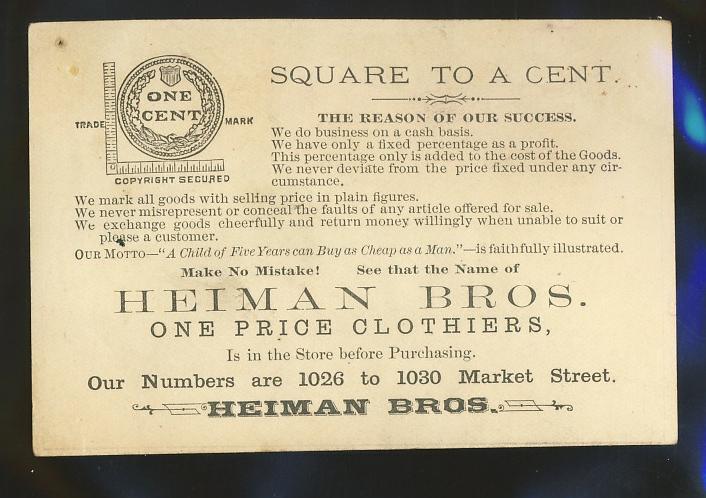 SQUARE TO A CENT.
ONE
CENT
TRADE MARK
COPYRIGHT SECURED
THE REASON OF OUR SUCCESS.
We do business on a cash basis.
We have only a fixed percentage as a profit.
This percentage only is added to the cost of the Goods.
We never deviate from the price fixed under any cir-
cumstance.
We mark all goods with selling price in plain figures.
We never misrepresent or conceal the faults of any article offered for sale.
We exchange goods cheerfully and return money willingly when unable to suit or
please a customer.
OUR MOTTO—"A Child of Five Years can Buy as Cheap as a Man."—is faithfully illustrated.
Make No Mistake! See that the Name of
HEIMAN BROS.
ONE PRICE CLOTHIERS,
Is in the Store before Purchasing.
Our Numbers are 1026 to 1030 Market Street.
HEIMAN BROS.